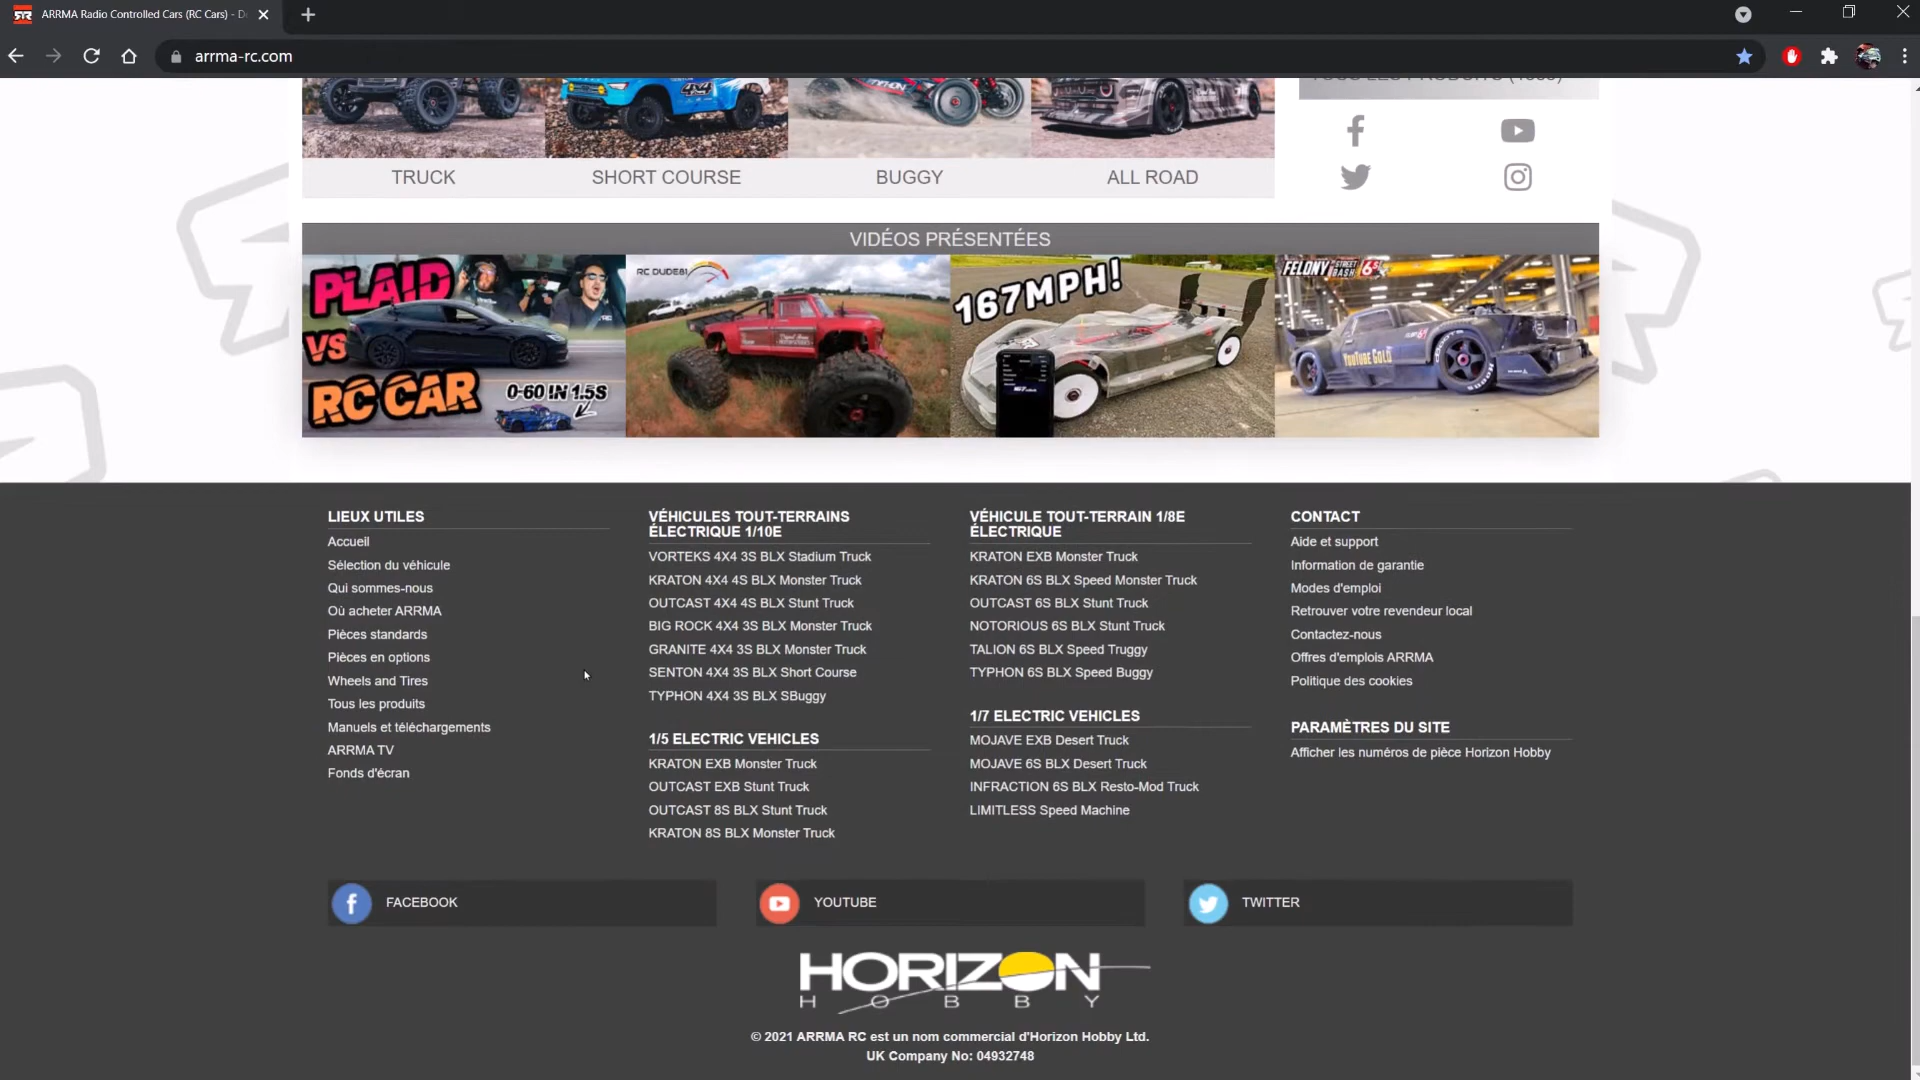 ARRMA Radio Controlled Cars (RC Cars) - D
arrma-rc.com
TRUCK
SHORT COURSE
BUGGY
ALL ROAD
VIDÉOS PRÉSENTÉES
PLAID
VS
RC CAR
0-60 IN 1.5S
RC DUDE81
167MPH!
FELONY STREET BASH 6S
YOUTUBE GOLD
LIEUX UTILES
Accueil
Sélection du véhicule
Qui sommes-nous
Où acheter ARRMA
Pièces standards
Pièces en options
Wheels and Tires
Tous les produits
Manuels et téléchargements
ARRMA TV
Fonds d'écran
VÉHICULES TOUT-TERRAINS
ÉLECTRIQUE 1/10E
VORTEKS 4X4 3S BLX Stadium Truck
KRATON 4X4 4S BLX Monster Truck
OUTCAST 4X4 4S BLX Stunt Truck
BIG ROCK 4X4 3S BLX Monster Truck
GRANITE 4X4 3S BLX Monster Truck
SENTON 4X4 3S BLX Short Course
TYPHON 4X4 3S BLX SBuggy
1/5 ELECTRIC VEHICLES
KRATON EXB Monster Truck
OUTCAST EXB Stunt Truck
OUTCAST 8S BLX Stunt Truck
KRATON 8S BLX Monster Truck
VÉHICULE TOUT-TERRAIN 1/8E
ÉLECTRIQUE
KRATON EXB Monster Truck
KRATON 6S BLX Speed Monster Truck
OUTCAST 6S BLX Stunt Truck
NOTORIOUS 6S BLX Stunt Truck
TALION 6S BLX Speed Truggy
TYPHON 6S BLX Speed Buggy
1/7 ELECTRIC VEHICLES
MOJAVE EXB Desert Truck
MOJAVE 6S BLX Desert Truck
INFRACTION 6S BLX Resto-Mod Truck
LIMITLESS Speed Machine
CONTACT
Aide et support
Information de garantie
Modes d'emploi
Retrouver votre revendeur local
Contactez-nous
Offres d'emplois ARRMA
Politique des cookies
PARAMÈTRES DU SITE
Afficher les numéros de pièce Horizon Hobby
FACEBOOK
YOUTUBE
TWITTER
HORIZON
HOBBY
© 2021 ARRMA RC est un nom commercial d'Horizon Hobby Ltd.
UK Company No: 04932748